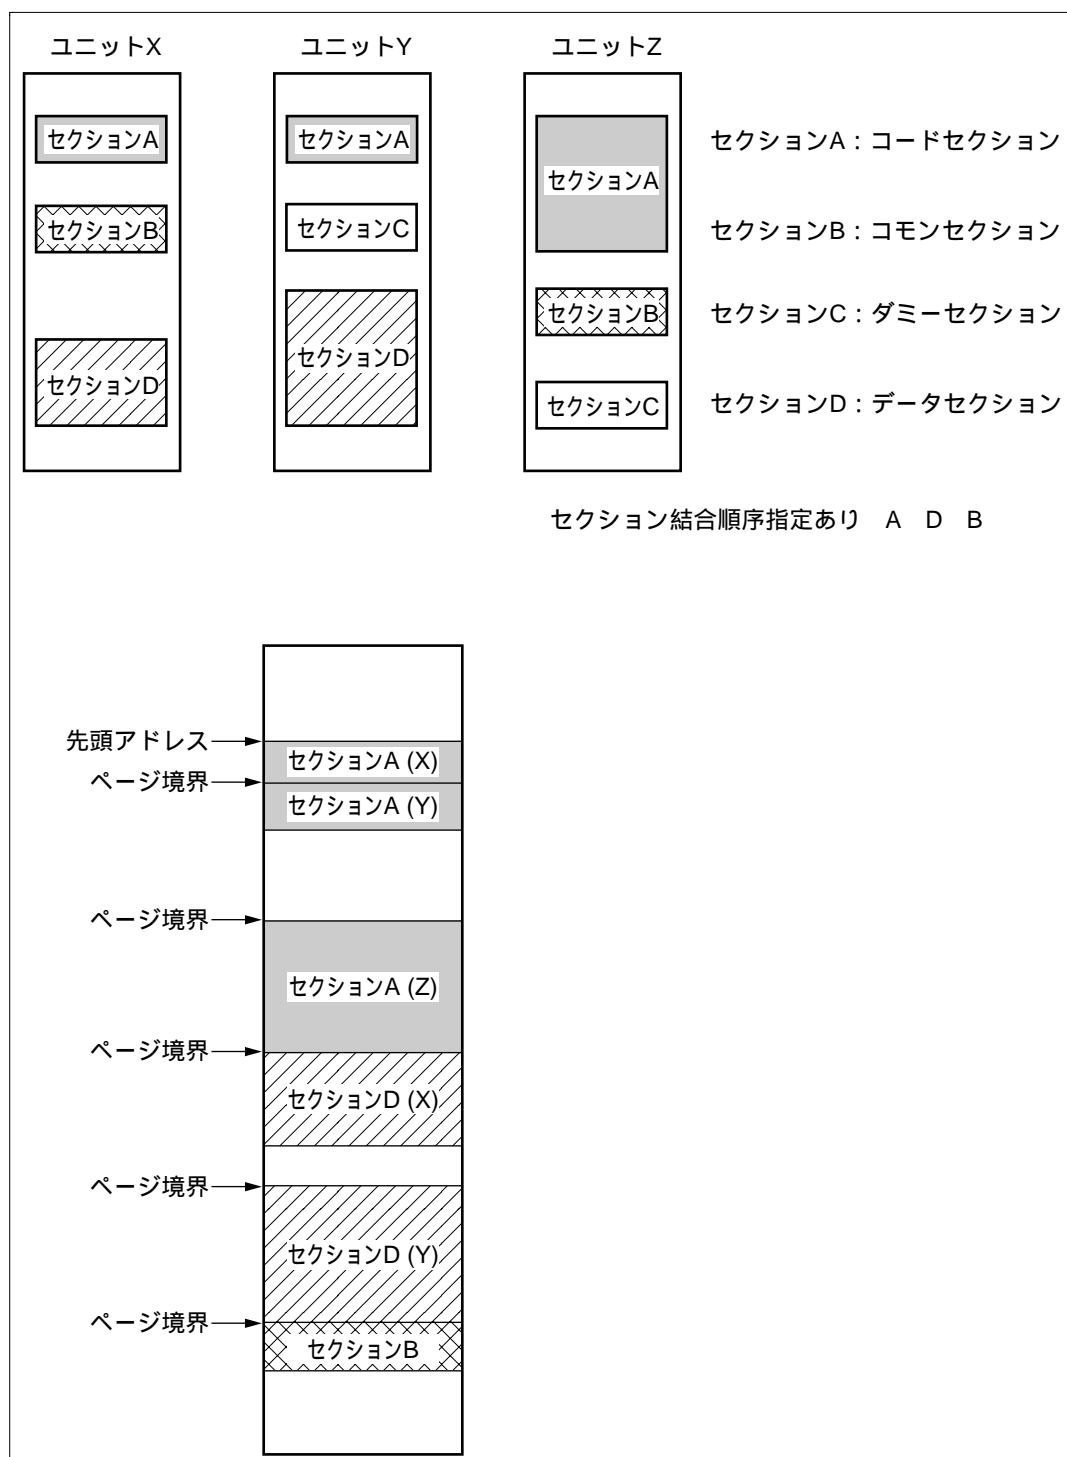 ユニットX
ユニットY
ユニットZ
セクションA
セクションB
セクションD
セクションA
セクションC
セクションD
セクションA
セクションB
セクションC
セクションA：コードセクション
セクションB：コモンセクション
セクションC：ダミーセクション
セクションD：データセクション
セクション結合順序指定あり　A　D　B
先頭アドレス
セクションA (X)
ページ境界
セクションA (Y)
ページ境界
セクションA (Z)
ページ境界
セクションD (X)
ページ境界
セクションD (Y)
ページ境界
セクションB